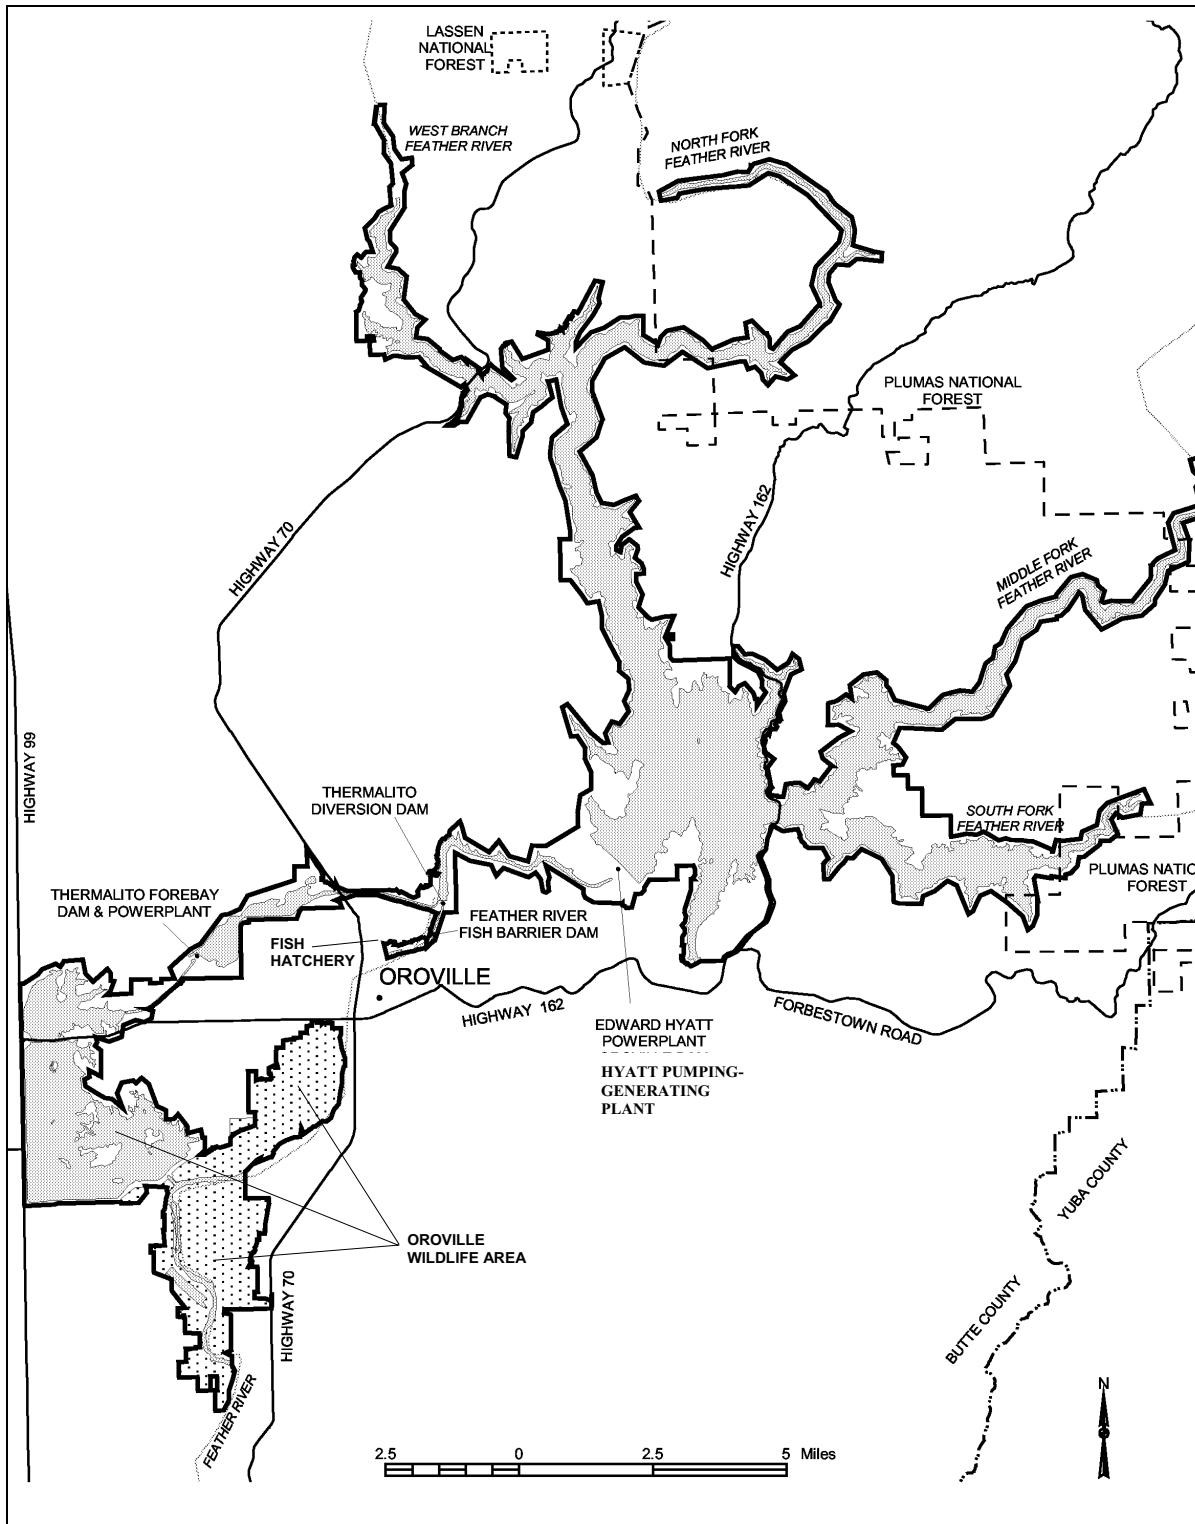 LASSEN
NATIONAL
FOREST
WEST BRANCH
FEATHER RIVER
NORTH FORK
FEATHER RIVER
PLUMAS NATIONAL
FOREST
HIGHWAY 70
HIGHWAY 162
MIDDLE FORK
FEATHER RIVER
HIGHWAY 99
THERMALITO
DIVERSION DAM
SOUTH FORK
FEATHER RIVER
PLUMAS NATIO
FOREST
THERMALITO FOREBAY
DAM & POWERPLANT
FEATHER RIVER
FISH BARRIER DAM
FISH
HATCHERY
OROVILLE
HIGHWAY 162
FORBESTOWN ROAD
EDWARD HYATT
POWERPLANT
HYATT PUMPING-
GENERATING
PLANT
YUBA COUNTY
BUTTE COUNTY
OROVILLE
WILDLIFE AREA
HIGHWAY 70
FEATHER RIVER
N
2.5 0 2.5 5 Miles